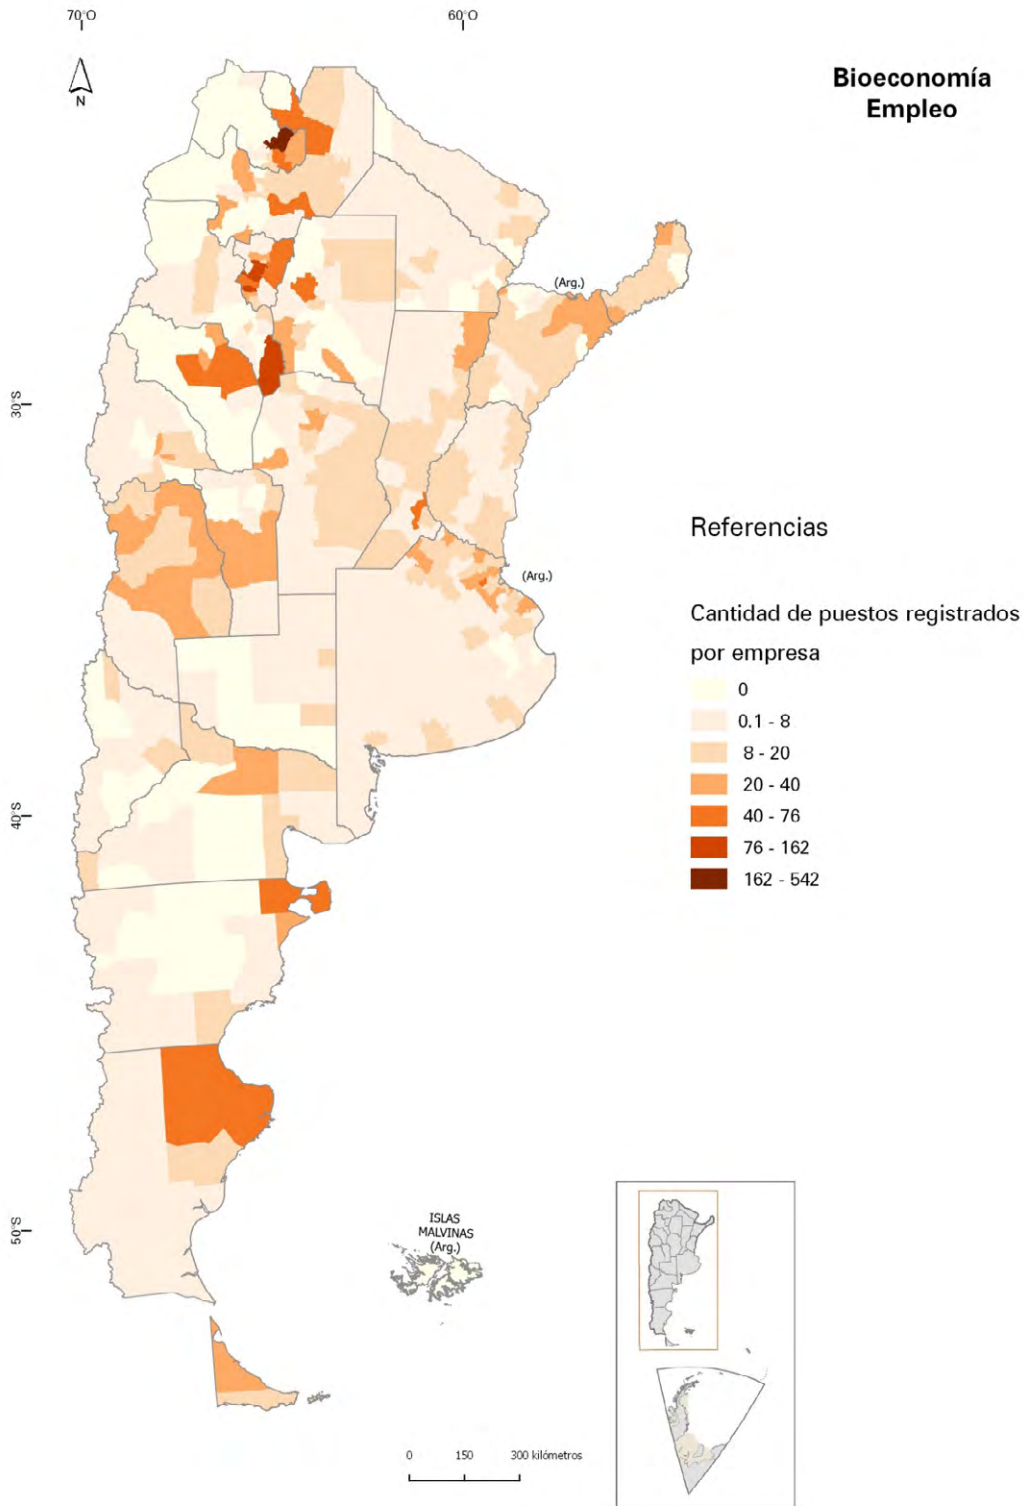 70°O
60°O
N
Bioeconomía
Empleo
(Arg.)
30°S
(Arg.)
Referencias
Cantidad de puestos registrados
por empresa
0
0.1 - 8
8 - 20
20 - 40
40 - 76
76 - 162
162 - 542
40°S
50°S
ISLAS
MALVINAS
(Arg.)
0 150 300 kilómetros